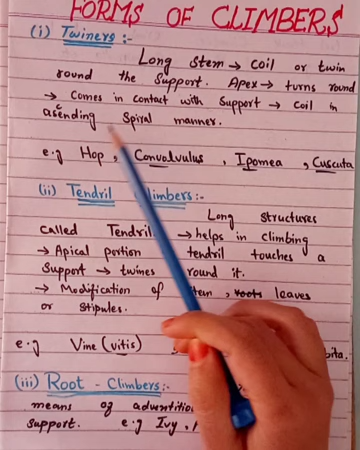 FORMS OF CLIMBERS
(i) Twiners :-
Long stem → coil or twin
round the support. Apex → turns round
→ Comes in contact with support → coil in
ascending spiral manner.
e.g Hop, Convolvulus, Ipomea, Cuscuta
(ii) Tendril Climbers :-
Long structures
called Tendril → helps in climbing
→ Apical portion tendril touches a
support → twines round it.
→ Modification of stem, roots leaves
or stipules.
e.g Vine (vitis)
(iii) Root - Climbers :-
means of
support. e.g Ivy,